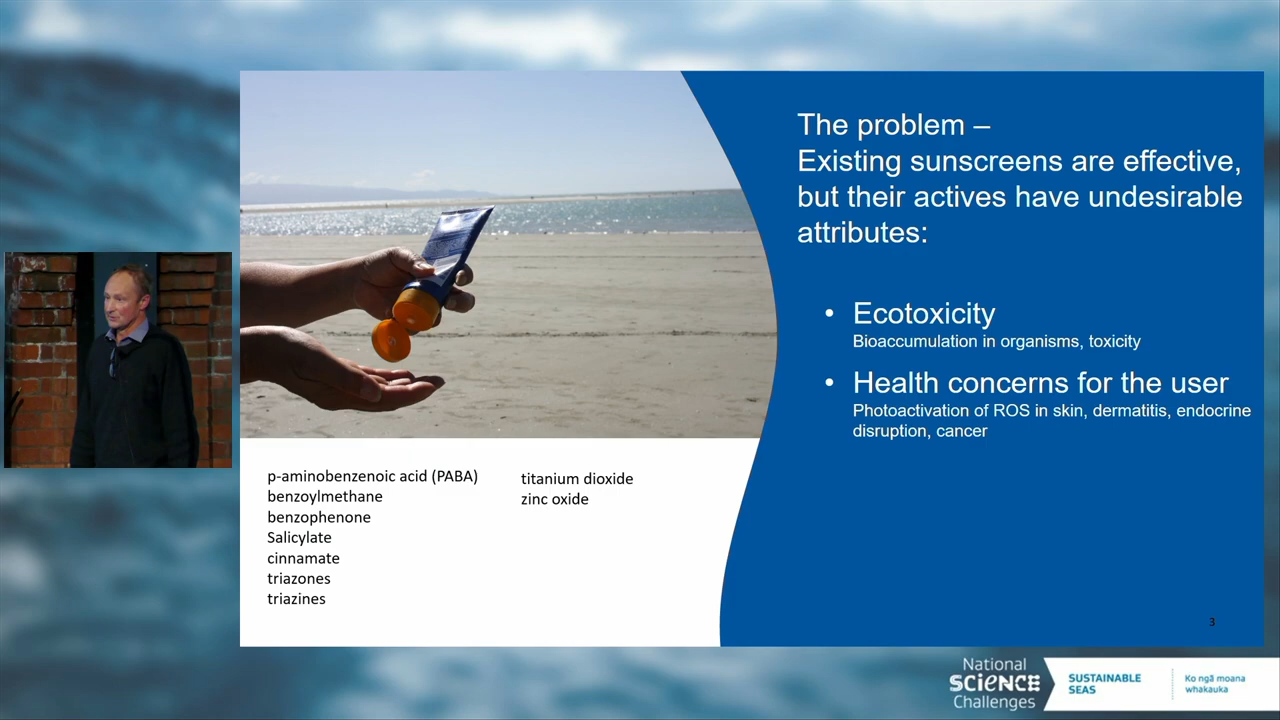 The problem –
Existing sunscreens are effective,
but their actives have undesirable
attributes:
• Ecotoxicity
Bioaccumulation in organisms, toxicity
• Health concerns for the user
Photoactivation of ROS in skin, dermatitis, endocrine
disruption, cancer
p-aminobenzenoic acid (PABA)
benzoylmethane
benzophenone
Salicylate
cinnamate
triazones
triazines
titanium dioxide
zinc oxide
3
National
SCIENCE
Challenges
SUSTAINABLE
SEAS
Ko ngā moana
whakauka